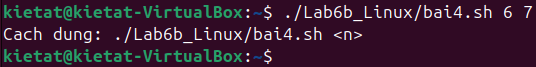 kietat@kietat-VirtualBox:~$ ./Lab6b_Linux/bai4.sh 6 7
Cach dung: ./Lab6b_Linux/bai4.sh <n>
kietat@kietat-VirtualBox:~$